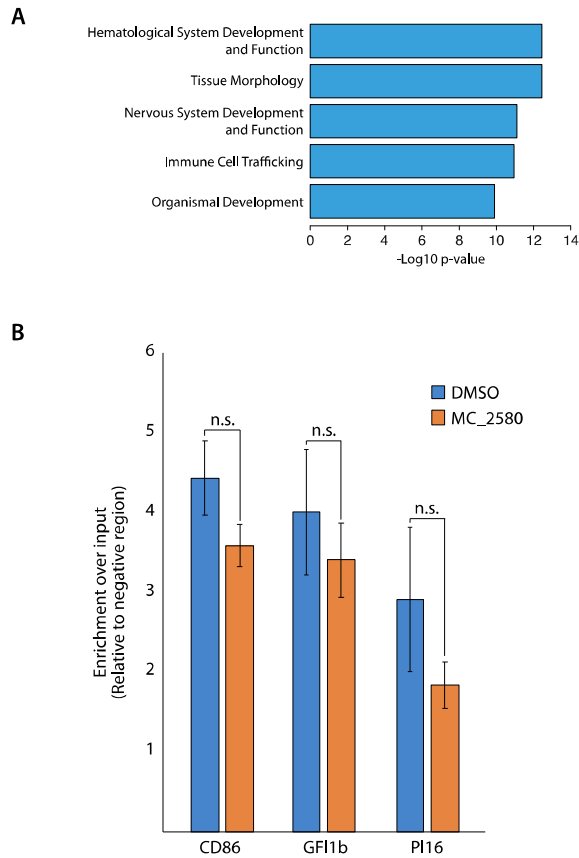 A
Hematological System Development
and Function
Tissue Morphology
Nervous System Development
and Function
Immune Cell Trafficking
Organismal Development
0 2 4 6 8 10 12 14
-Log10 p-value
B
Enrichment over input
(Relative to negative region)
6
5
4
3
2
1
DMSO
MC_2580
n.s.
n.s.
n.s.
CD86 GFI1b PI16